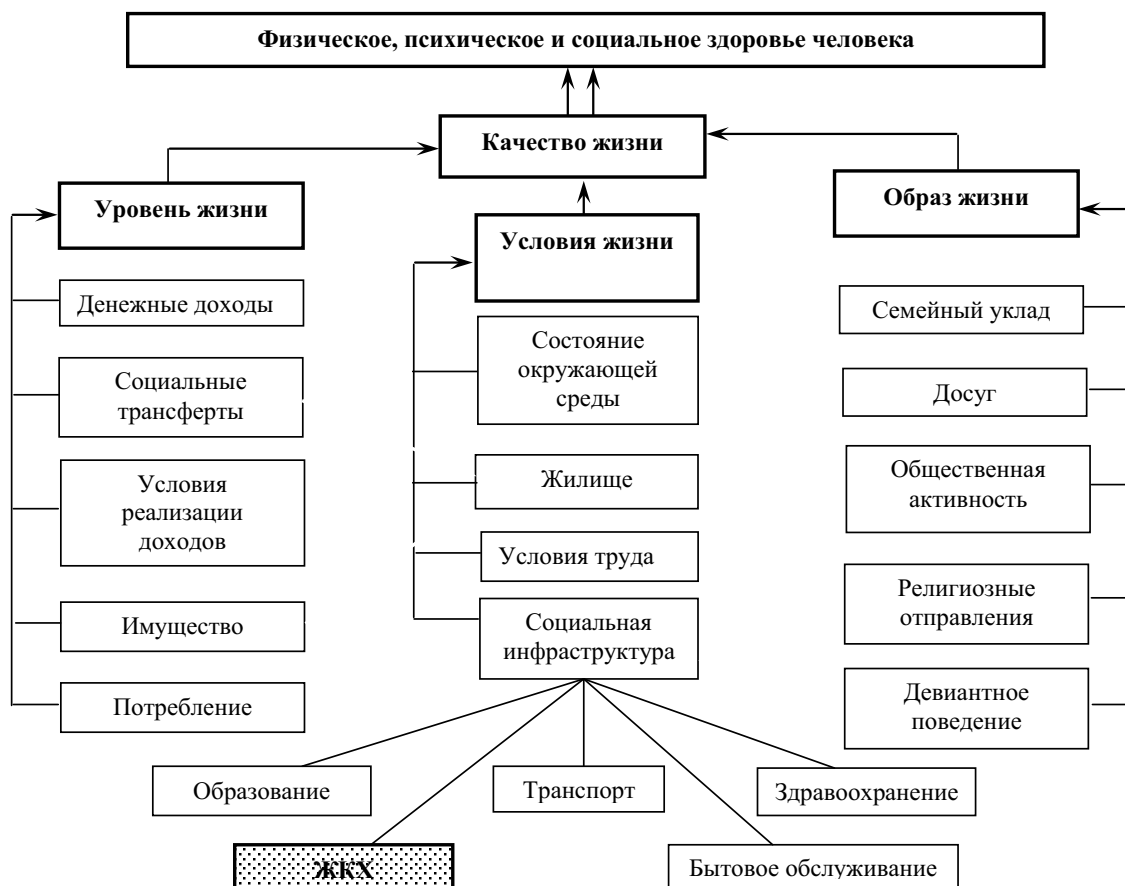 Физическое, психическое и социальное здоровье человека
Качество жизни
Уровень жизни
Условия жизни
Образ жизни
Денежные доходы
Социальные
трансферты
Условия
реализации
доходов
Имущество
Потребление
Состояние
окружающей
среды
Жилище
Условия труда
Социальная
инфраструктура
Семейный уклад
Досуг
Общественная
активность
Религиозные
отправления
Девиантное
поведение
Образование
Транспорт
Здравоохранение
ЖКХ
Бытовое обслуживание